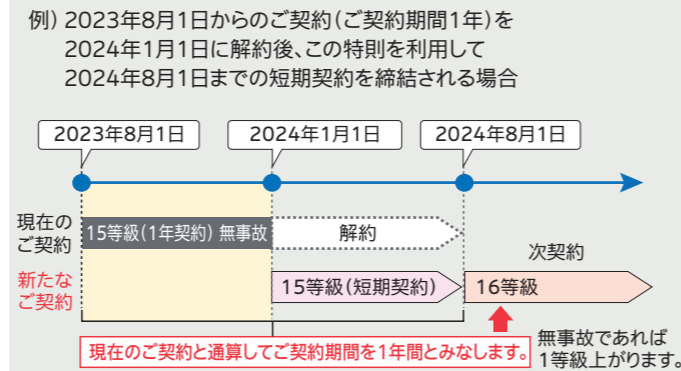 例）2023年8月1日からのご契約（ご契約期間1年）を
2024年1月1日に解約後、この特則を利用して
2024年8月1日までの短期契約を締結される場合
2023年8月1日
2024年1月1日
2024年8月1日
現在の
ご契約
15等級（1年契約）無事故
解約
次契約
新たな
ご契約
15等級（短期契約）
16等級
現在のご契約と通算してご契約期間を1年間とみなします。
無事故であれば
1等級上がります。